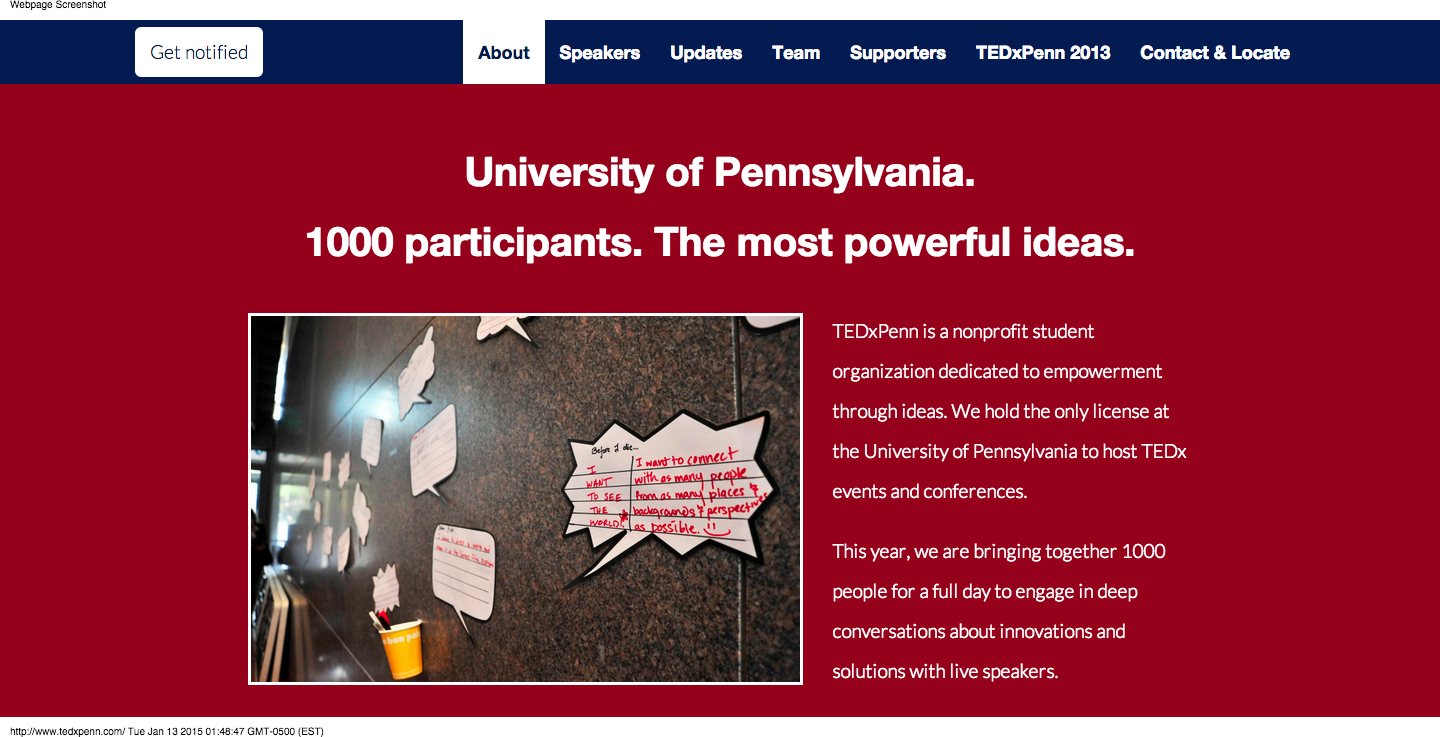 Webpage Screenshot
Get notified
About
Speakers
Updates
Team
Supporters
TEDxPenn 2013
Contact & Locate
University of Pennsylvania.
1000 participants. The most powerful ideas.
Before I die...
I
WANT
TO SEE
THE
WORLD!
I want to connect
with as many people
from as many places &
backgrounds & perspectives
as possible.
bon pa
TEDxPenn is a nonprofit student
organization dedicated to empowerment
through ideas. We hold the only license at
the University of Pennsylvania to host TEDx
events and conferences.
This year, we are bringing together 1000
people for a full day to engage in deep
conversations about innovations and
solutions with live speakers.
http://www.tedxpenn.com/ Tue Jan 13 2015 01:48:47 GMT-0500 (EST)